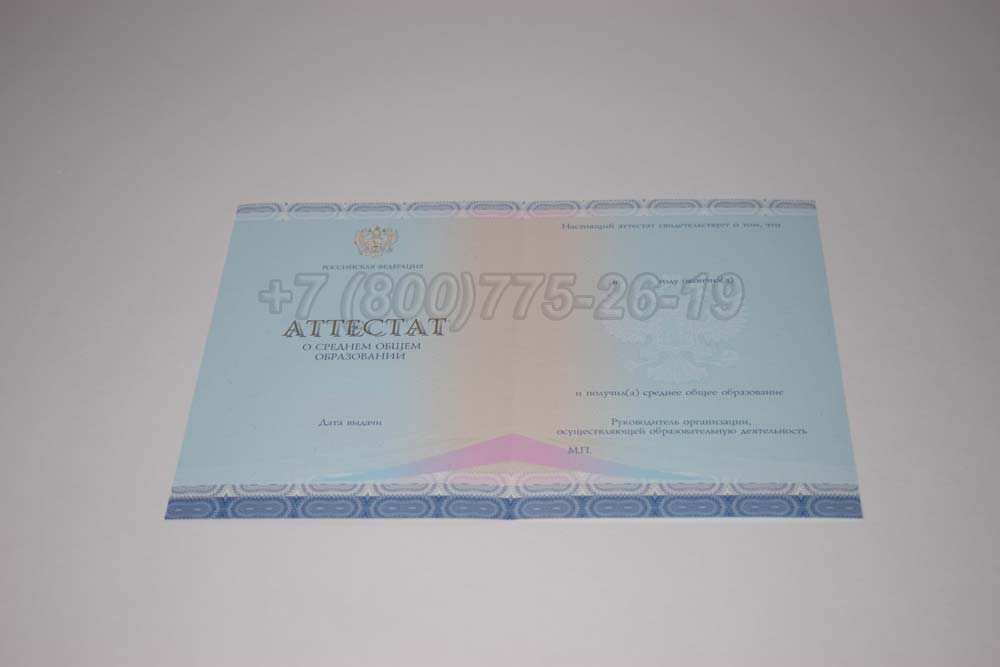 РОССИЙСКАЯ ФЕДЕРАЦИЯ
АТТЕСТАТ
О СРЕДНЕМ ОБЩЕМ
ОБРАЗОВАНИИ
Дата выдачи
Настоящий аттестат свидетельствует о том, что
в году окончил(а)
+7 (800)775-26-19
и получил(а) среднее общее образование
Руководитель организации,
осуществляющей образовательную деятельность
М.П.